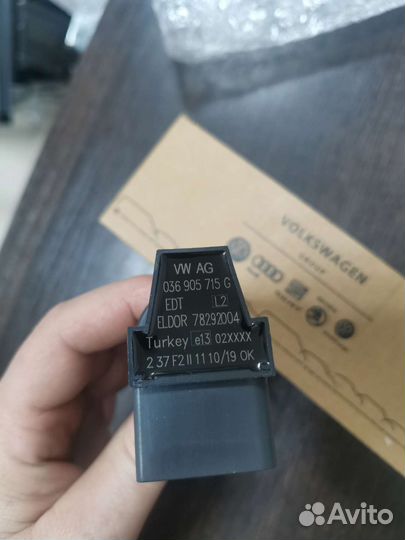 VW AG
036 905 715 G
EDT L2
ELDOR 78292004
Turkey e13 02XXXX
2 37 F2 II 11 10/19 OK
VOLKSWAGEN
GROUP
Avito